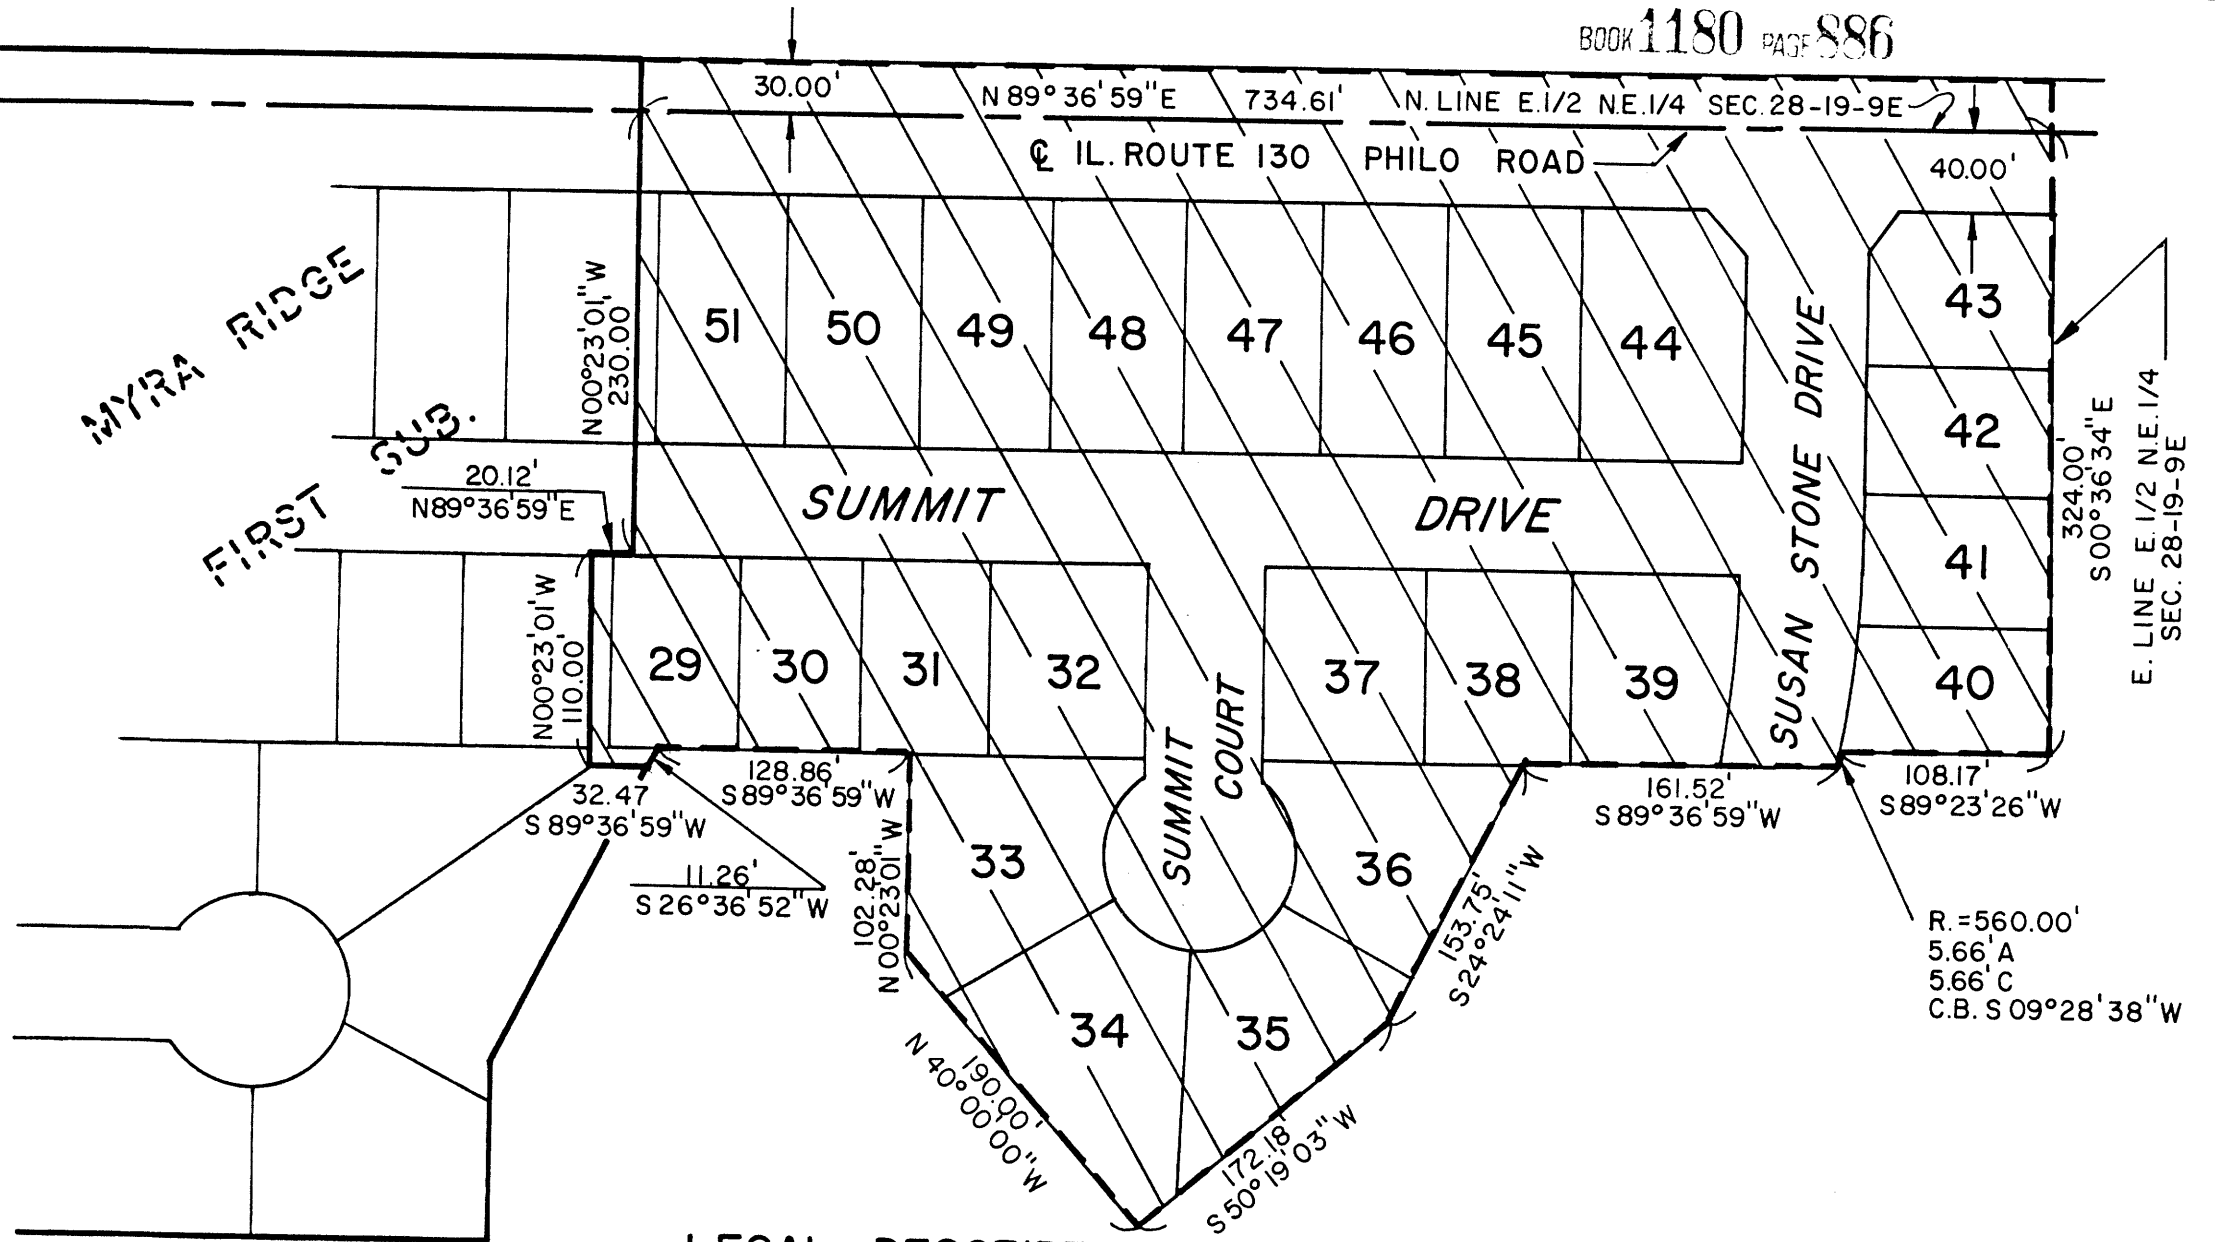 BOOK 1180 PAGE 886
30.00'
N 89°36'59"E 734.61' N. LINE E.1/2 N.E.1/4 SEC. 28-19-9E
℄ IL. ROUTE 130 PHILO ROAD
40.00'
MYRA RIDGE
FIRST SUB.
N00°23'01"W
230.00
51
50
49
48
47
46
45
44
43
42
41
40
SUSAN STONE DRIVE
324.00'
S 00°36'34"E
E. LINE E.1/2 N.E.1/4
SEC. 28-19-9E
20.12'
N89°36'59"E
SUMMIT DRIVE
N00°23'01"W
110.00'
29
30
31
32
37
38
39
SUMMIT
COURT
32.47
S 89°36'59"W
128.86'
S89°36'59"W
161.52'
S89°36'59"W
108.17'
S89°23'26"W
11.26'
S 26°36'52"W
102.28'
N 00°23'01"W
33
34
35
36
153.75'
S24°24'11"W
R.=560.00'
5.66'A
5.66'C
C.B. S 09°28'38"W
190.00'
N 40°00'00"W
172.18'
S 50°19'03"W
LEGAL